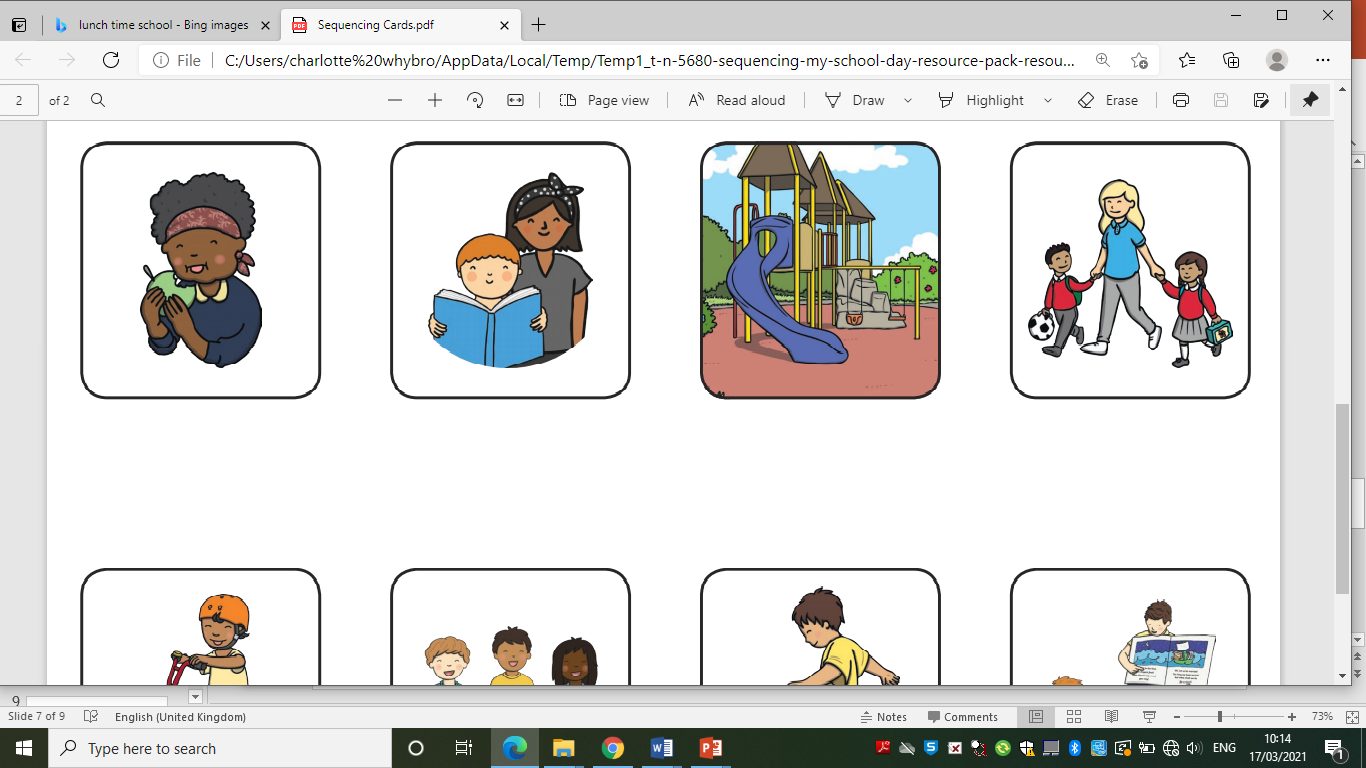 lunch time school - Bing images
Sequencing Cards.pdf
File
C:/Users/charlotte%20whybro/AppData/Local/Temp/Temp1_t-n-5680-sequencing-my-school-day-resource-pack-resou...
2
of 2
Page view
Read aloud
Draw
Highlight
Erase
9
Slide 7 of 9
English (United Kingdom)
Notes
Comments
73%
Type here to search
ENG
10:14
17/03/2021
1